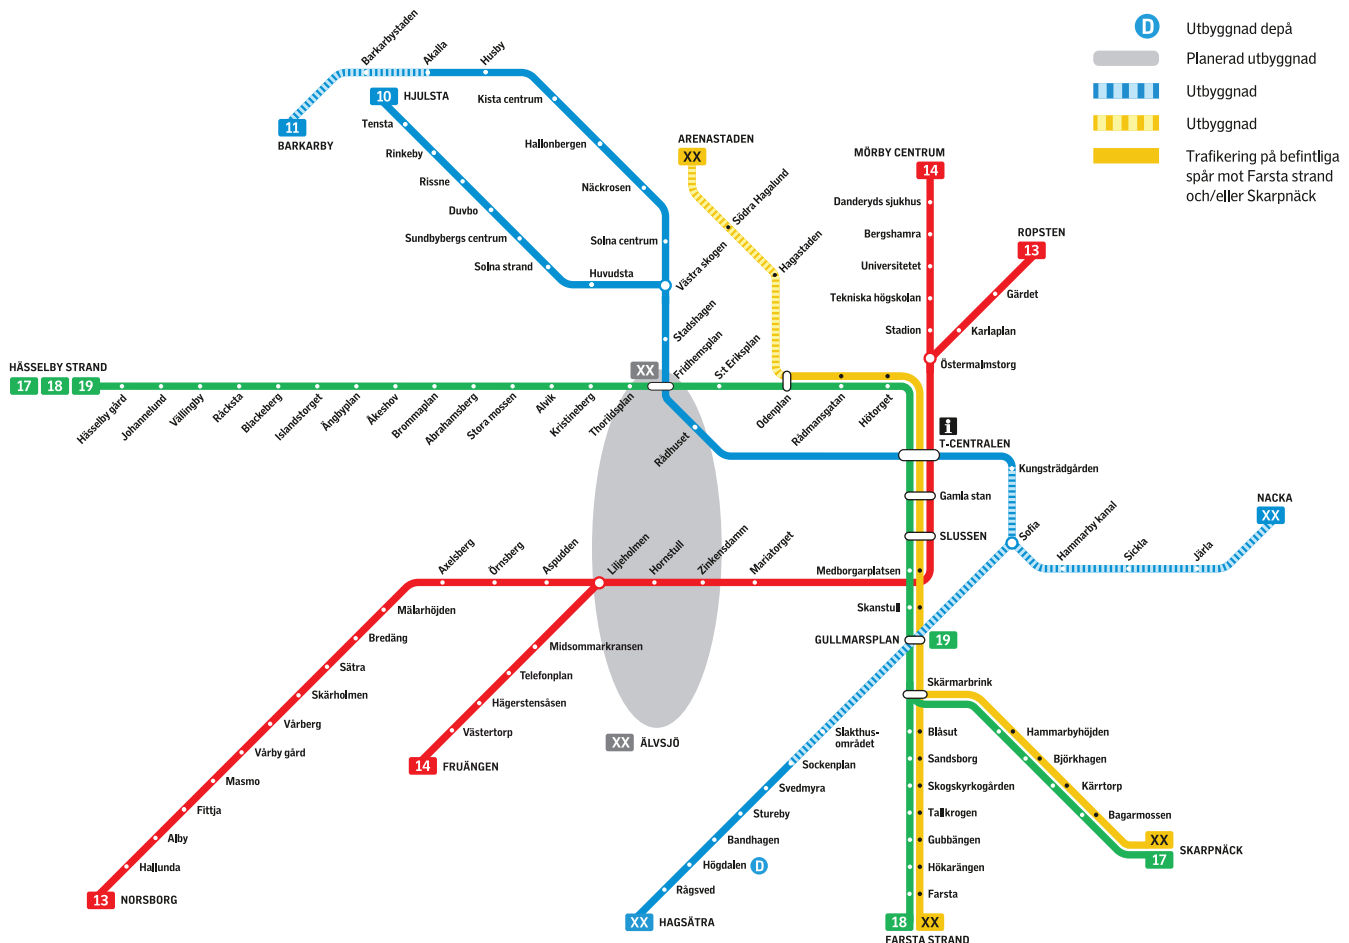 D
Utbyggnad depå
Planerad utbyggnad
Utbyggnad
Utbyggnad
Trafikering på befintliga
spår mot Farsta strand
och/eller Skarpnäck
Barkarbystaden
Akalla
Husby
11
BARKARBY
10 HJULSTA
Kista centrum
Hallonbergen
Näckrosen
Solna centrum
Tensta
Rinkeby
Rissne
Duvbo
Sundbybergs centrum
Solna strand
Huvudsta
Västra skogen
Stadshagen
ARENASTADEN
XX
Södra Hagalund
Hagastaden
MÖRBY CENTRUM
14
Danderyds sjukhus
Bergshamra
Universitetet
Tekniska högskolan
Stadion
ROPSTEN
13
Gärdet
Karlaplan
Östermalmstorg
HÄSSELBY STRAND
17 18 19
Hässelby gård
Johannelund
Vällingby
Råcksta
Blackeberg
Islandstorget
Ängbyplan
Åkeshov
Brommaplan
Abrahamsberg
Stora mossen
Alvik
Kristineberg
Thorildsplan
XX
Fridhemsplan
S:t Eriksplan
Odenplan
Rådmansgatan
Hötorget
Rådhuset
i
T-CENTRALEN
Kungsträdgården
Gamla stan
SLUSSEN
Sofia
Hammarby kanal
Sickla
Järla
NACKA
XX
Medborgarplatsen
Skanstull
GULLMARSPLAN
19
Axelsberg
Örnsberg
Aspudden
Liljeholmen
Hornstull
Zinkensdamm
Mariatorget
Mälarhöjden
Bredäng
Sätra
Skärholmen
Vårberg
Vårby gård
Masmo
Fittja
Alby
Hallunda
13 NORSBORG
Midsommarkransen
Telefonplan
Hägerstensåsen
Västertorp
14 FRUÄNGEN
XX ÄLVSJÖ
Slakthus-
området
Sockenplan
Svedmyra
Stureby
Bandhagen
Högdalen D
Rågsved
XX HAGSÄTRA
Skärmarbrink
Blåsut
Sandsborg
Skogskyrkogården
Tallkrogen
Gubbängen
Hökarängen
Farsta
18 XX
FARSTA STRAND
Hammarbyhöjden
Björkhagen
Kärrtorp
Bagarmossen
XX
SKARPNÄCK
17